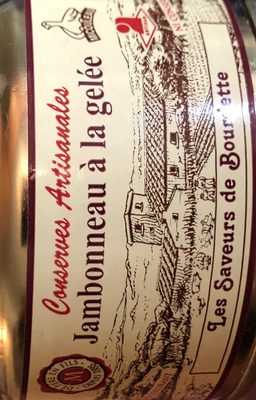 Conserves Artisanales
Jambonneau à la gelée
Les Saveurs de Bourdette